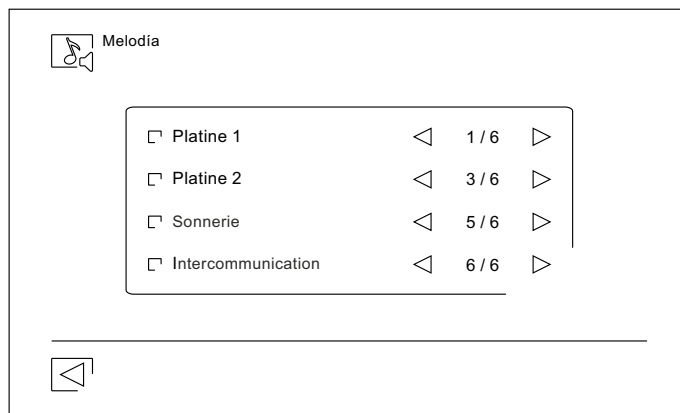 Melodía
Platine 1 1 / 6
Platine 2 3 / 6
Sonnerie 5 / 6
Intercommunication 6 / 6